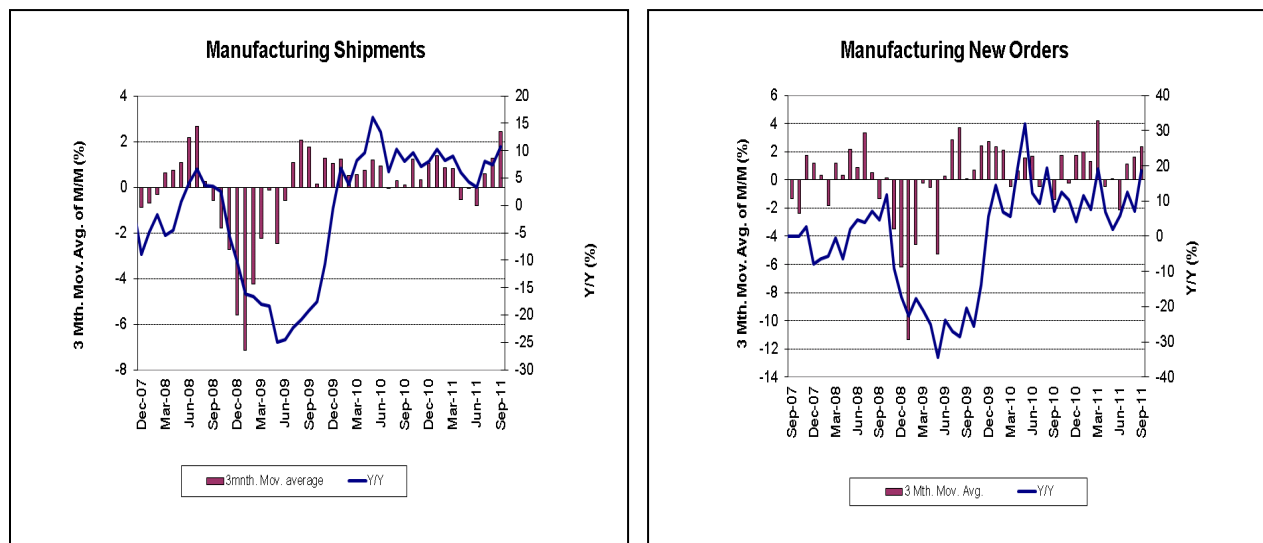 Manufacturing Shipments
3 Mth. Mov. Avg. of M/M (%)
4
2
0
-2
-4
-6
-8
20
15
10
5
0
-5
-10
-15
-20
-25
-30
Y/Y (%)
Dec-07
Mar-08
Jun-08
Sep-08
Dec-08
Mar-09
Jun-09
Sep-09
Dec-09
Mar-10
Jun-10
Sep-10
Dec-10
Mar-11
Jun-11
Sep-11
3mnth. Mov. average
Y/Y
Manufacturing New Orders
3 Mth. Mov. Avg. of M/M (%)
6
4
2
0
-2
-4
-6
-8
-10
-12
-14
40
30
20
10
0
-10
-20
-30
-40
Y/Y (%)
Sep-07
Dec-07
Mar-08
Jun-08
Sep-08
Dec-08
Mar-09
Jun-09
Sep-09
Dec-09
Mar-10
Jun-10
Sep-10
Dec-10
Mar-11
Jun-11
Sep-11
3 Mth. Mov. Avg.
Y/Y